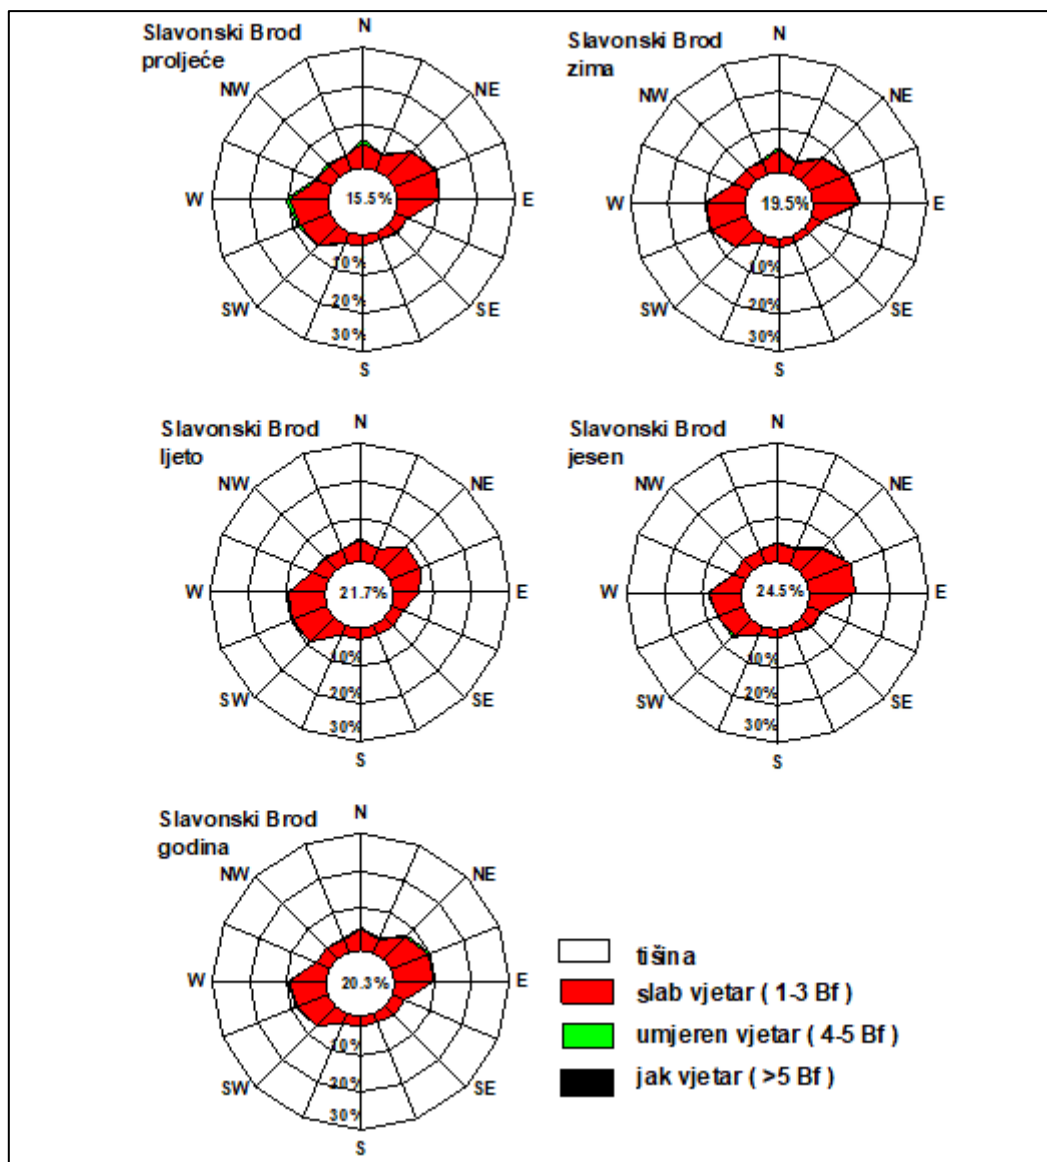 Slavonski Brod
proljeće
N
NW
NE
W
15.5%
E
10%
20%
30%
SW
SE
S
Slavonski Brod
zima
N
NW
NE
W
19.5%
E
10%
20%
30%
SW
SE
S
Slavonski Brod
ljeto
N
NW
NE
W
21.7%
E
10%
20%
30%
SW
SE
S
Slavonski Brod
jesen
N
NW
NE
W
24.5%
E
10%
20%
30%
SW
SE
S
Slavonski Brod
godina
N
NW
NE
W
20.3%
E
10%
20%
30%
SW
SE
S
tišina
slab vjetar ( 1-3 Bf )
umjeren vjetar ( 4-5 Bf )
jak vjetar ( >5 Bf )